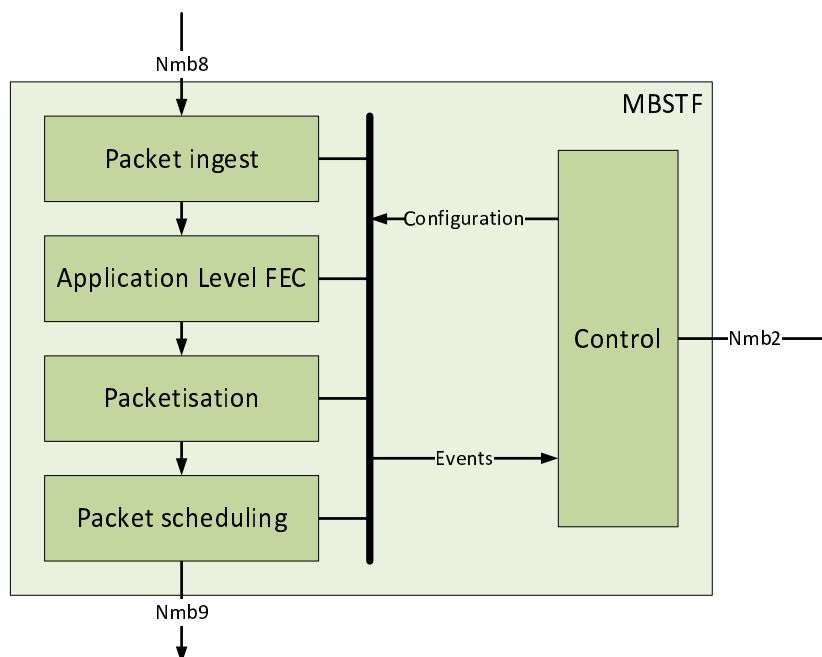 Nmb8
MBSTF
Packet ingest
Configuration
Application Level FEC
Control
Nmb2
Packetisation
Events
Packet scheduling
Nmb9